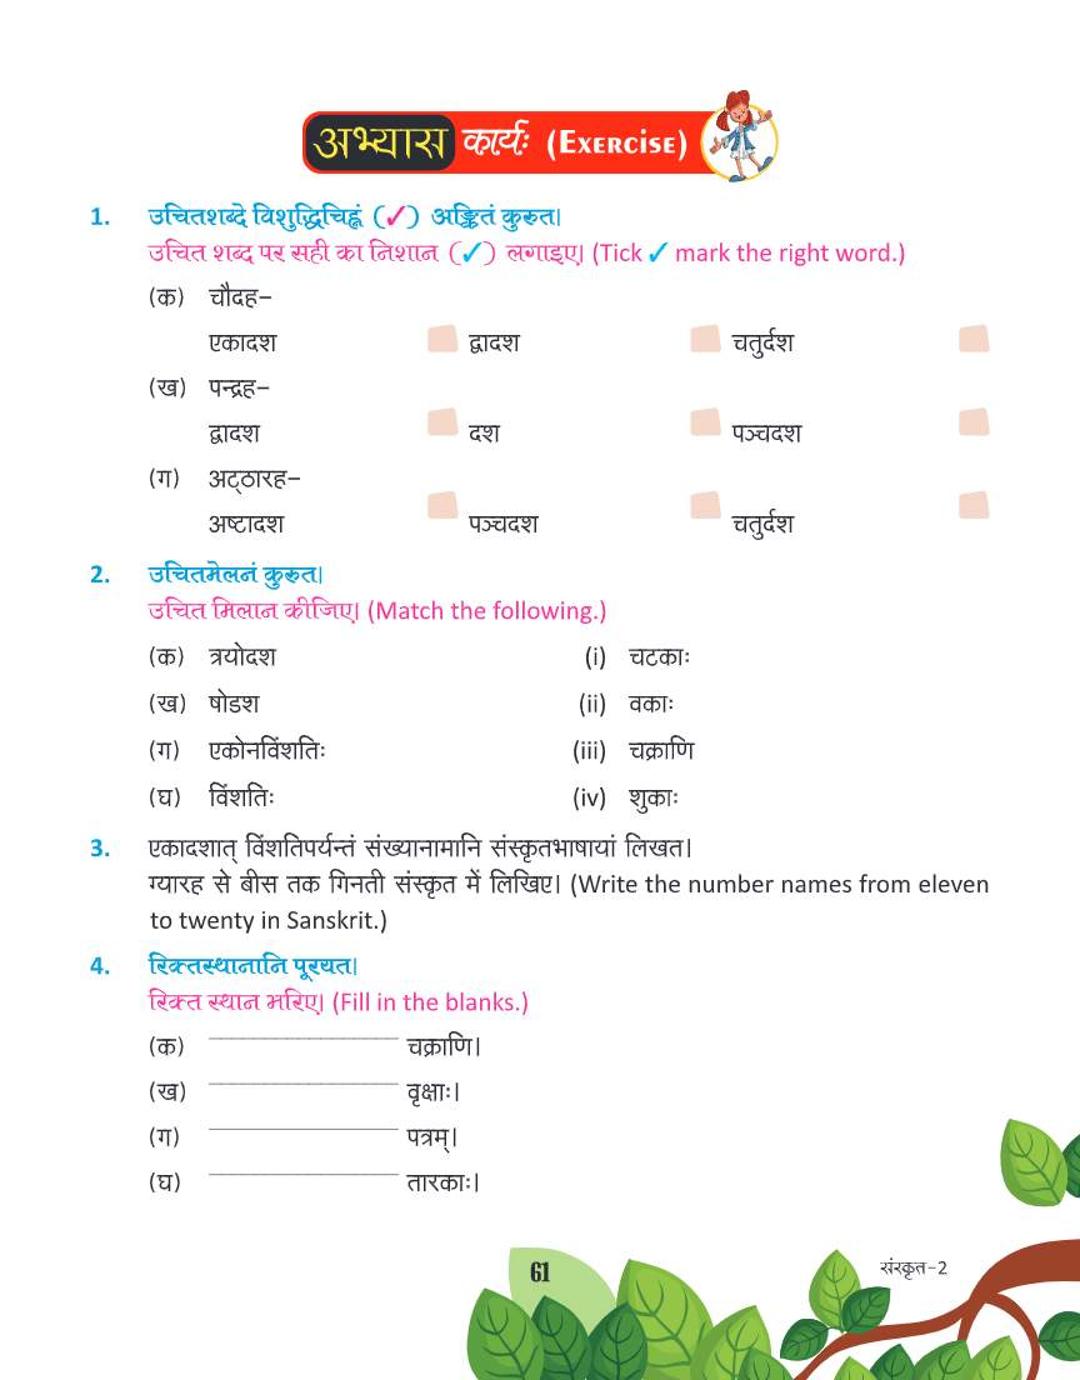 अभ्यास कार्यः (Exercise)
1. उचितशब्दे विशुद्धिचिह्नं (✓) अङ्कितं कुरुत।
उचित शब्द पर सही का निशान (✓) लगाइए। (Tick ✓ mark the right word.)
(क) चौदह–
एकादश द्वादश चतुर्दश
(ख) पन्द्रह–
द्वादश दश पञ्चदश
(ग) अट्ठारह–
अष्टादश पञ्चदश चतुर्दश
2. उचितमेलनं कुरुत।
उचित मिलान कीजिए। (Match the following.)
(क) त्रयोदश (i) चटकाः
(ख) षोडश (ii) वकाः
(ग) एकोनविंशतिः (iii) चक्राणि
(घ) विंशतिः (iv) शुकाः
3. एकादशात् विंशतिपर्यन्तं संख्यानामानि संस्कृतभाषायां लिखत।
ग्यारह से बीस तक गिनती संस्कृत में लिखिए। (Write the number names from eleven
to twenty in Sanskrit.)
4. रिक्तस्थानानि पूरयत।
रिक्त स्थान भरिए। (Fill in the blanks.)
(क) ____________ चक्राणि।
(ख) ____________ वृक्षाः।
(ग) ____________ पत्रम्।
(घ) ____________ तारकाः।
61 संस्कृत-2